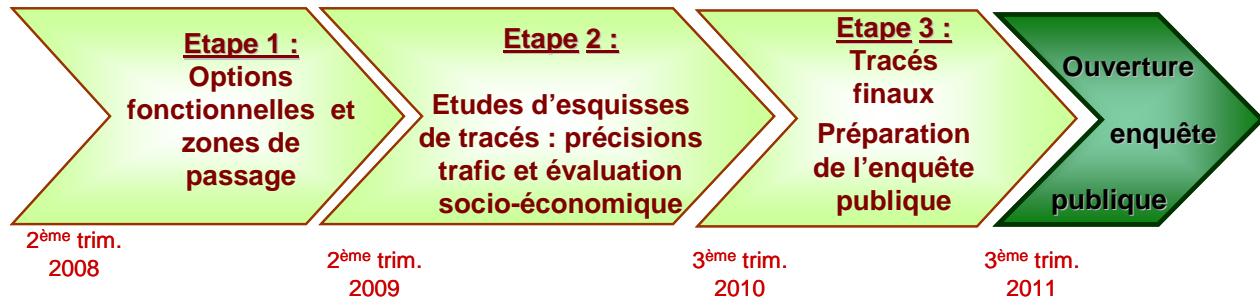 Etape 1 :
Options
fonctionnelles et
zones de
passage
Etape 2 :
Etudes d'esquisses
de tracés : précisions
trafic et évaluation
socio-économique
Etape 3 :
Tracés
finaux
Préparation
de l'enquête
publique
Ouverture
enquête
publique
2ème trim.
2008
2ème trim.
2009
3ème trim.
2010
3ème trim.
2011